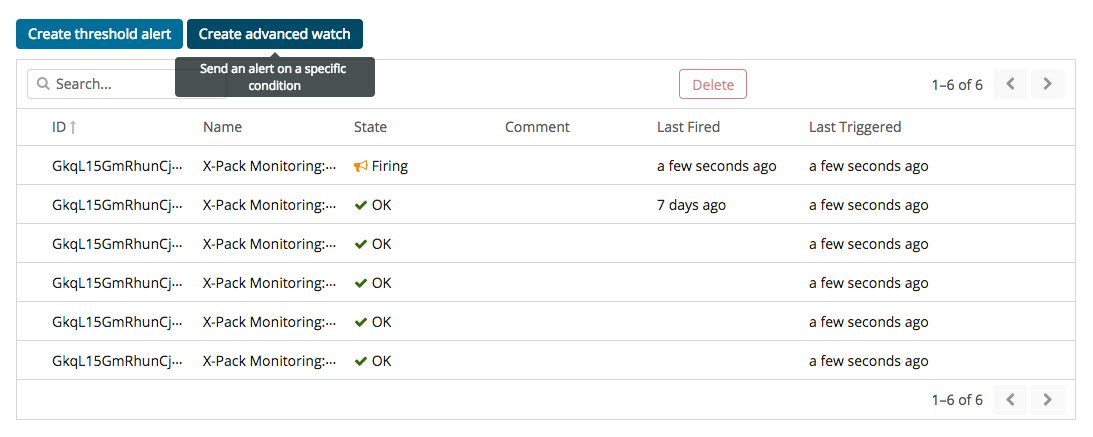 Create threshold alert Create advanced watch
Send an alert on a specific
condition
Search... Delete 1–6 of 6
ID Name State Comment Last Fired Last Triggered
GkqL15GmRhunCj... X-Pack Monitoring:... Firing a few seconds ago a few seconds ago
GkqL15GmRhunCj... X-Pack Monitoring:... OK 7 days ago a few seconds ago
GkqL15GmRhunCj... X-Pack Monitoring:... OK a few seconds ago
GkqL15GmRhunCj... X-Pack Monitoring:... OK a few seconds ago
GkqL15GmRhunCj... X-Pack Monitoring:... OK a few seconds ago
GkqL15GmRhunCj... X-Pack Monitoring:... OK a few seconds ago
1–6 of 6